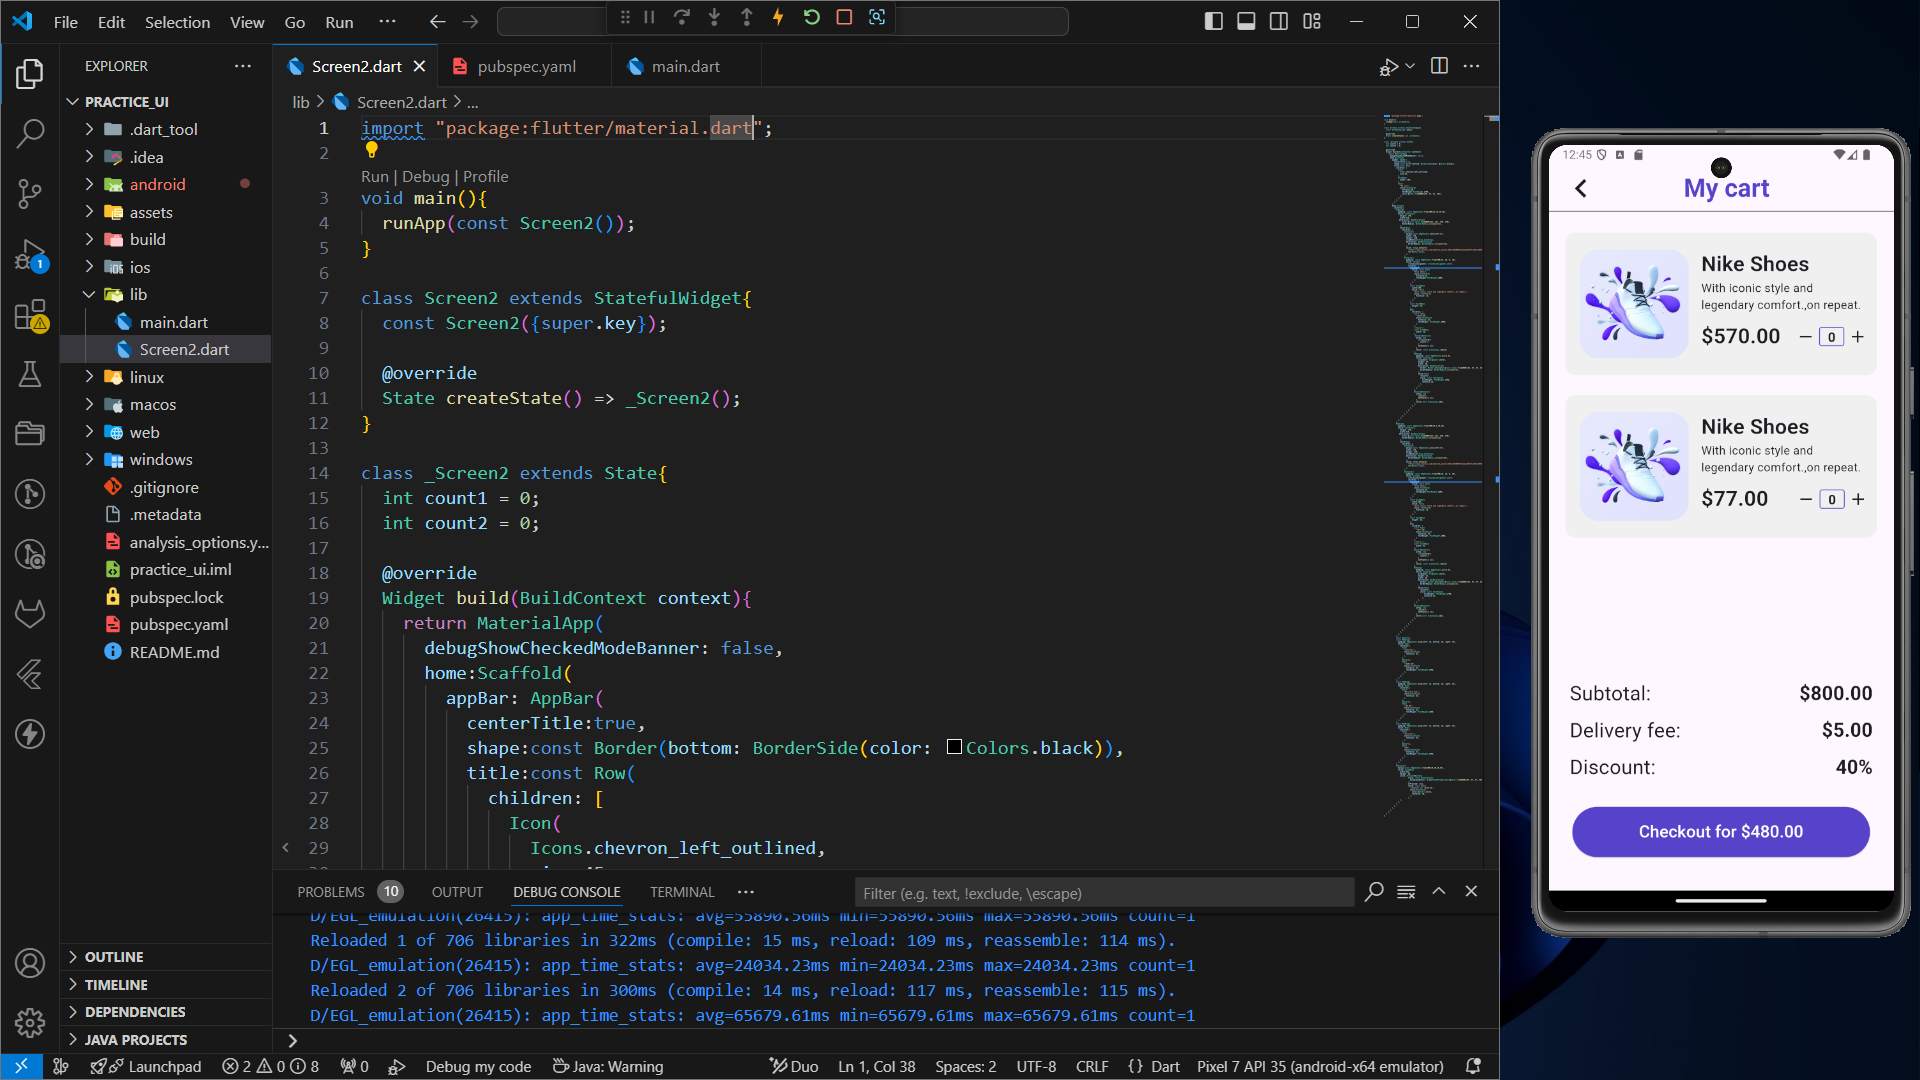 File Edit Selection View Go Run
EXPLORER
PRACTICE_UI
.dart_tool
.idea
android
assets
build
ios
lib
main.dart
Screen2.dart
linux
macos
web
windows
.gitignore
.metadata
analysis_options.y...
practice_ui.iml
pubspec.lock
pubspec.yaml
README.md
OUTLINE
TIMELINE
DEPENDENCIES
JAVA PROJECTS
1
Screen2.dart
pubspec.yaml
main.dart
lib > Screen2.dart > ...
1 import "package:flutter/material.dart";
2
Run | Debug | Profile
3 void main(){
4 runApp(const Screen2());
5 }
6
7 class Screen2 extends StatefulWidget{
8 const Screen2({super.key});
9
10 @override
11 State createState() => _Screen2();
12 }
13
14 class _Screen2 extends State{
15 int count1 = 0;
16 int count2 = 0;
17
18 @override
19 Widget build(BuildContext context){
20 return MaterialApp(
21 debugShowCheckedModeBanner: false,
22 home:Scaffold(
23 appBar: AppBar(
24 centerTitle:true,
25 shape:const Border(bottom: BorderSide(color: Colors.black)),
26 title:const Row(
27 children: [
28 Icon(
29 Icons.chevron_left_outlined,
PROBLEMS 10 OUTPUT DEBUG CONSOLE TERMINAL
Filter (e.g. text, !exclude, \escape)
D/EGL_emulation(26415): app_time_stats: avg=55890.56ms min=55890.56ms max=55890.56ms count=1
Reloaded 1 of 706 libraries in 322ms (compile: 15 ms, reload: 109 ms, reassemble: 114 ms).
D/EGL_emulation(26415): app_time_stats: avg=24034.23ms min=24034.23ms max=24034.23ms count=1
Reloaded 2 of 706 libraries in 300ms (compile: 14 ms, reload: 117 ms, reassemble: 115 ms).
D/EGL_emulation(26415): app_time_stats: avg=65679.61ms min=65679.61ms max=65679.61ms count=1
Launchpad 2 0 8 0 Debug my code Java: Warning Duo Ln 1, Col 38 Spaces: 2 UTF-8 CRLF {} Dart Pixel 7 API 35 (android-x64 emulator)
12:45
My cart
Nike Shoes
With iconic style and
legendary comfort.,on repeat.
$570.00 − 0 +
Nike Shoes
With iconic style and
legendary comfort.,on repeat.
$77.00 − 0 +
Subtotal: $800.00
Delivery fee: $5.00
Discount: 40%
Checkout for $480.00